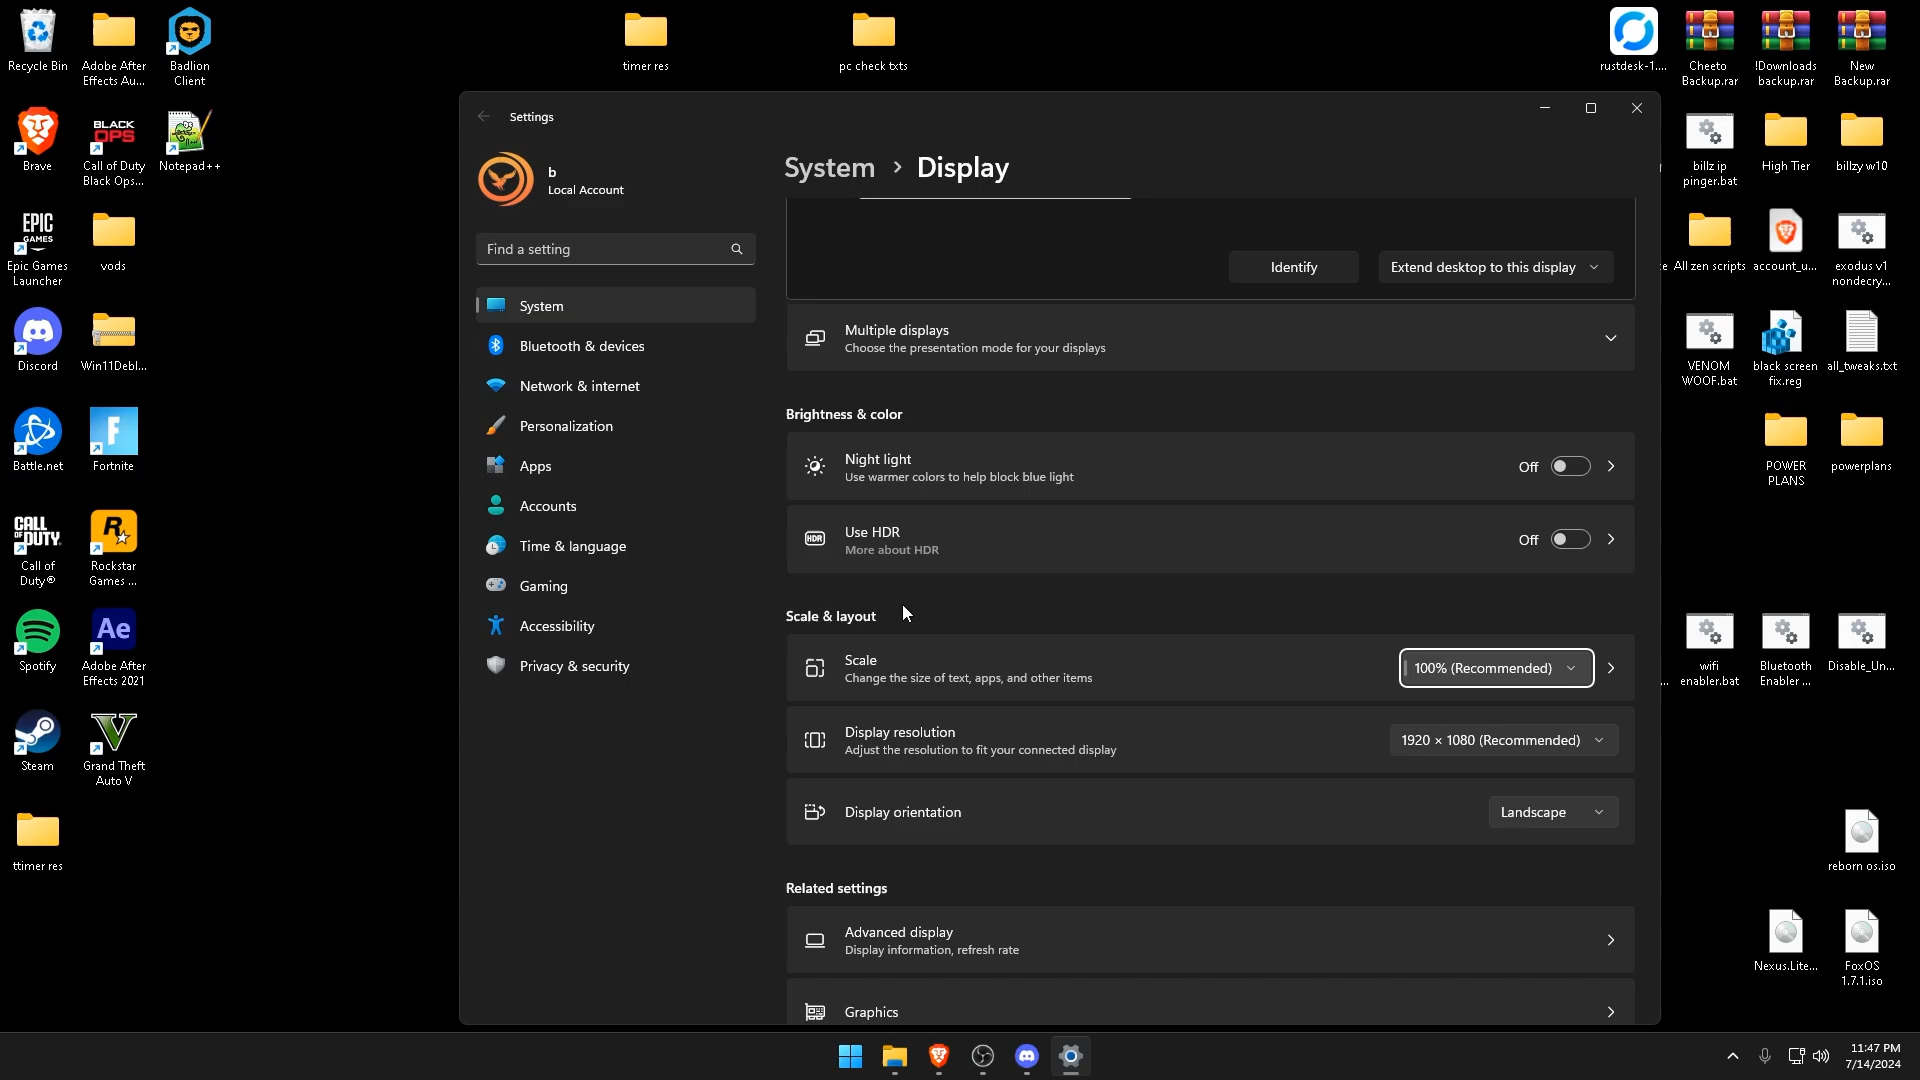 Recycle Bin
Adobe After
Effects Au...
Badlion
Client
timer res
pc check txts
rustdesk-1....
Cheeto
Backup.rar
!Downloads
backup.rar
New
Backup.rar
Brave
BLACK
OPS
Call of Duty
Black Ops...
Notepad++
billz ip
pinger.bat
High Tier
billzy w10
EPIC
GAMES
Epic Games
Launcher
vods
All zen scripts
account_u...
exodus v1
nondecry...
Discord
Win11Debl...
VENOM
WOOF.bat
black screen
fix.reg
all_tweaks.txt
Battle.net
F
Fortnite
POWER
PLANS
powerplans
CALL
OF DUTY
Call of
Duty®
R
Rockstar
Games ...
Spotify
Ae
Adobe After
Effects 2021
wifi
enabler.bat
Bluetooth
Enabler ...
Disable_Un...
Steam
V
Grand Theft
Auto V
ttimer res
reborn os.iso
Nexus.Lite...
FoxOS
1.7.1.iso
Settings
b
Local Account
Find a setting
System
Bluetooth & devices
Network & internet
Personalization
Apps
Accounts
Time & language
Gaming
Accessibility
Privacy & security
System > Display
Identify
Extend desktop to this display
Multiple displays
Choose the presentation mode for your displays
Brightness & color
Night light
Use warmer colors to help block blue light
Off
HDR
Use HDR
More about HDR
Off
Scale & layout
Scale
Change the size of text, apps, and other items
100% (Recommended)
Display resolution
Adjust the resolution to fit your connected display
1920 × 1080 (Recommended)
Display orientation
Landscape
Related settings
Advanced display
Display information, refresh rate
Graphics
11:47 PM
7/14/2024